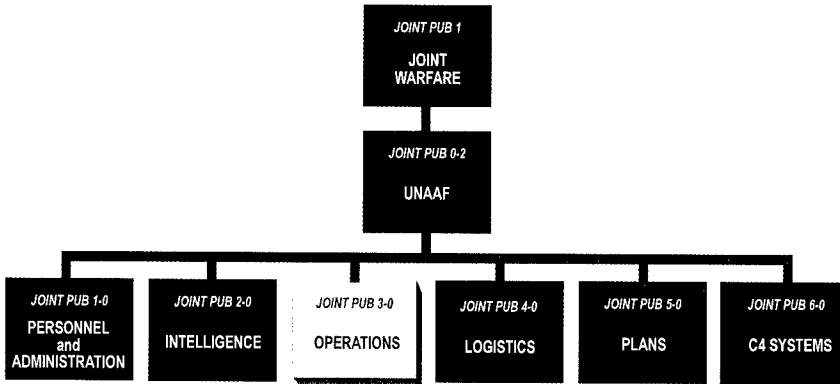 JOINT PUB 1
JOINT
WARFARE
JOINT PUB 0-2
UNAAF
JOINT PUB 1-0
PERSONNEL
and
ADMINISTRATION
JOINT PUB 2-0
INTELLIGENCE
JOINT PUB 3-0
OPERATIONS
JOINT PUB 4-0
LOGISTICS
JOINT PUB 5-0
PLANS
JOINT PUB 6-0
C4 SYSTEMS